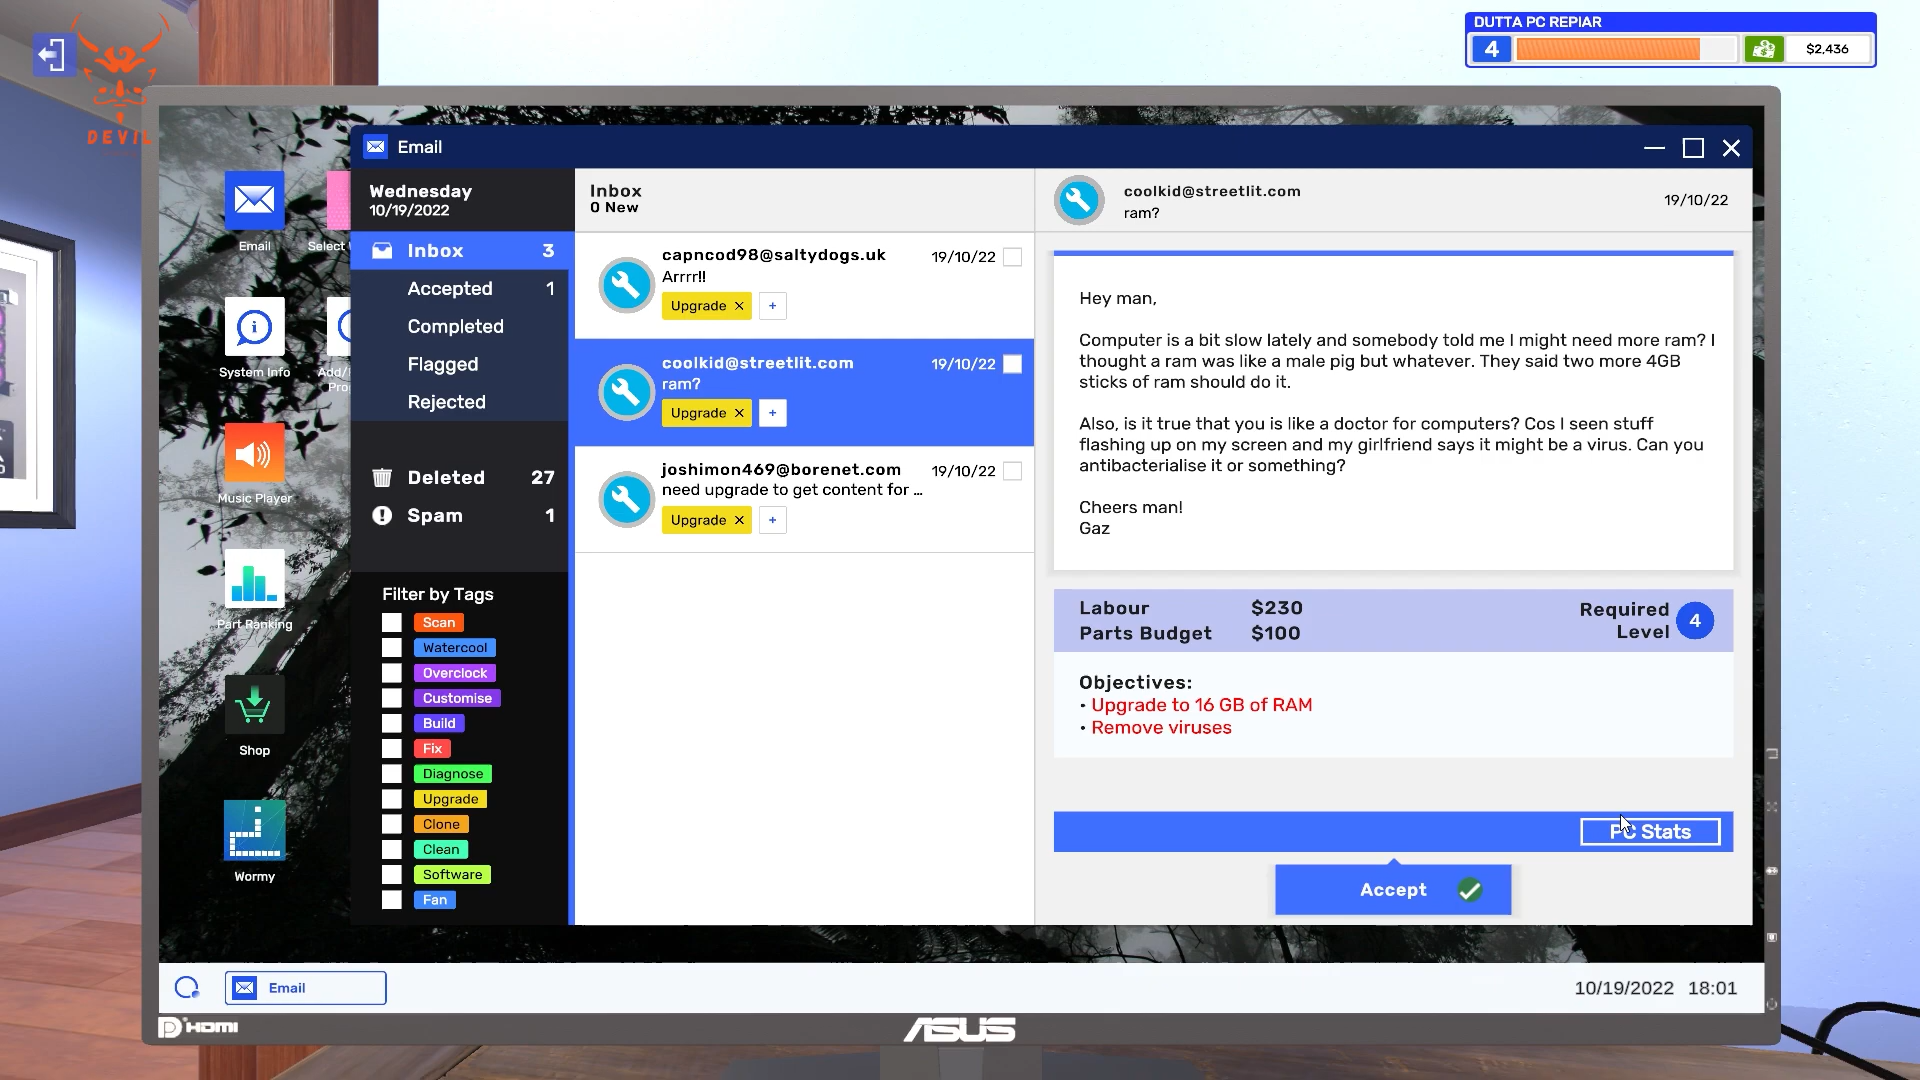 DUTTA PC REPIAR
4
$2,436
DEVIL
Email
Wednesday
10/19/2022
Inbox 3
Accepted 1
Completed
Flagged
Rejected
Deleted 27
Spam 1
Filter by Tags
Scan
Watercool
Overclock
Customise
Build
Fix
Diagnose
Upgrade
Clone
Clean
Software
Fan
Inbox
0 New
capncod98@saltydogs.uk 19/10/22
Arrrr!!
Upgrade × +
coolkid@streetlit.com 19/10/22
ram?
Upgrade × +
joshimon469@borenet.com 19/10/22
need upgrade to get content for ...
Upgrade × +
coolkid@streetlit.com
ram?
19/10/22
Hey man,
Computer is a bit slow lately and somebody told me I might need more ram? I
thought a ram was like a male pig but whatever. They said two more 4GB
sticks of ram should do it.
Also, is it true that you is like a doctor for computers? Cos I seen stuff
flashing up on my screen and my girlfriend says it might be a virus. Can you
antibacterialise it or something?
Cheers man!
Gaz
Labour $230
Parts Budget $100
Required
Level
4
Objectives:
• Upgrade to 16 GB of RAM
• Remove viruses
PC Stats
Accept
Email
Select
System Info
Add/
Pro
Music Player
Part Ranking
Shop
Wormy
Email
10/19/2022 18:01
HDMI
ASUS